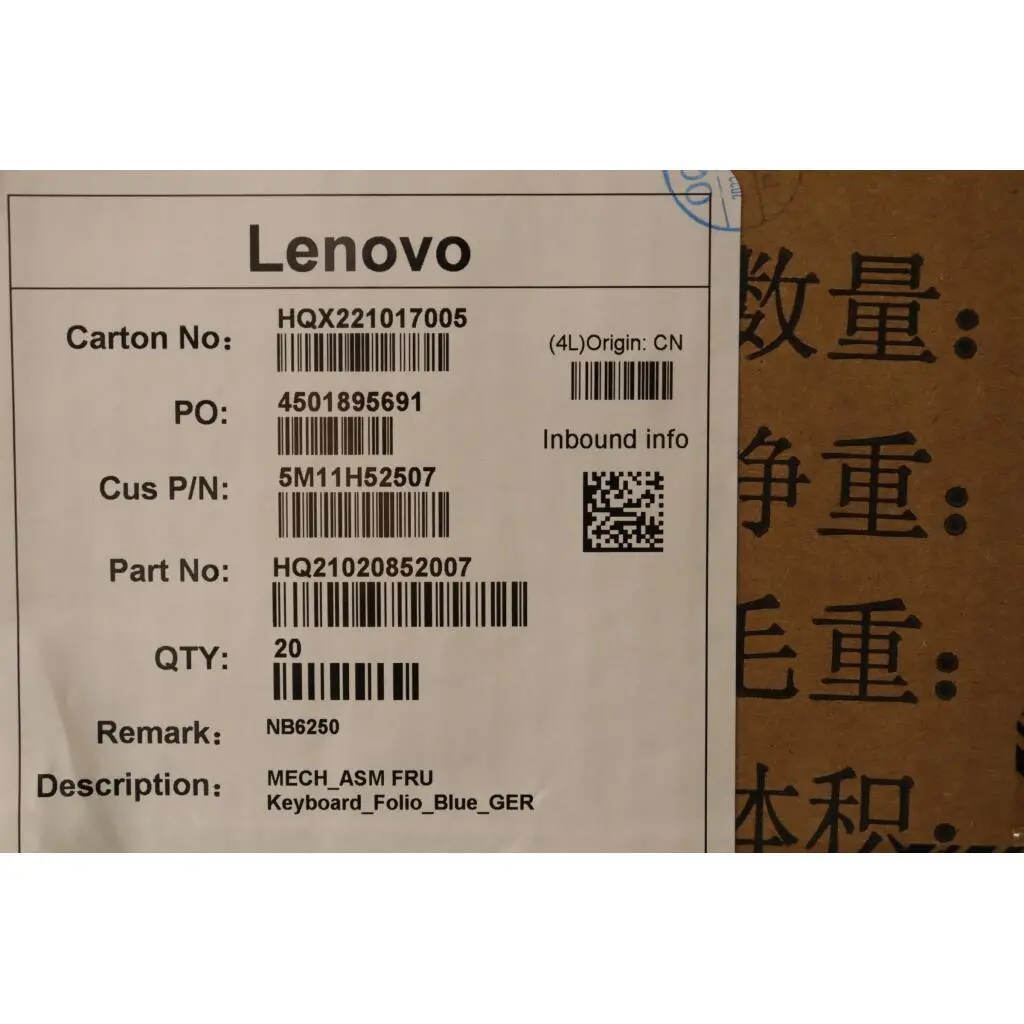 Lenovo
Carton No:
HQX221017005
(4L)Origin: CN
PO:
4501895691
Inbound info
Cus P/N:
5M11H52507
Part No:
HQ21020852007
QTY:
20
Remark:
NB6250
Description:
MECH_ASM FRU
Keyboard_Folio_Blue_GER
数量:
净重:
毛重:
体积: